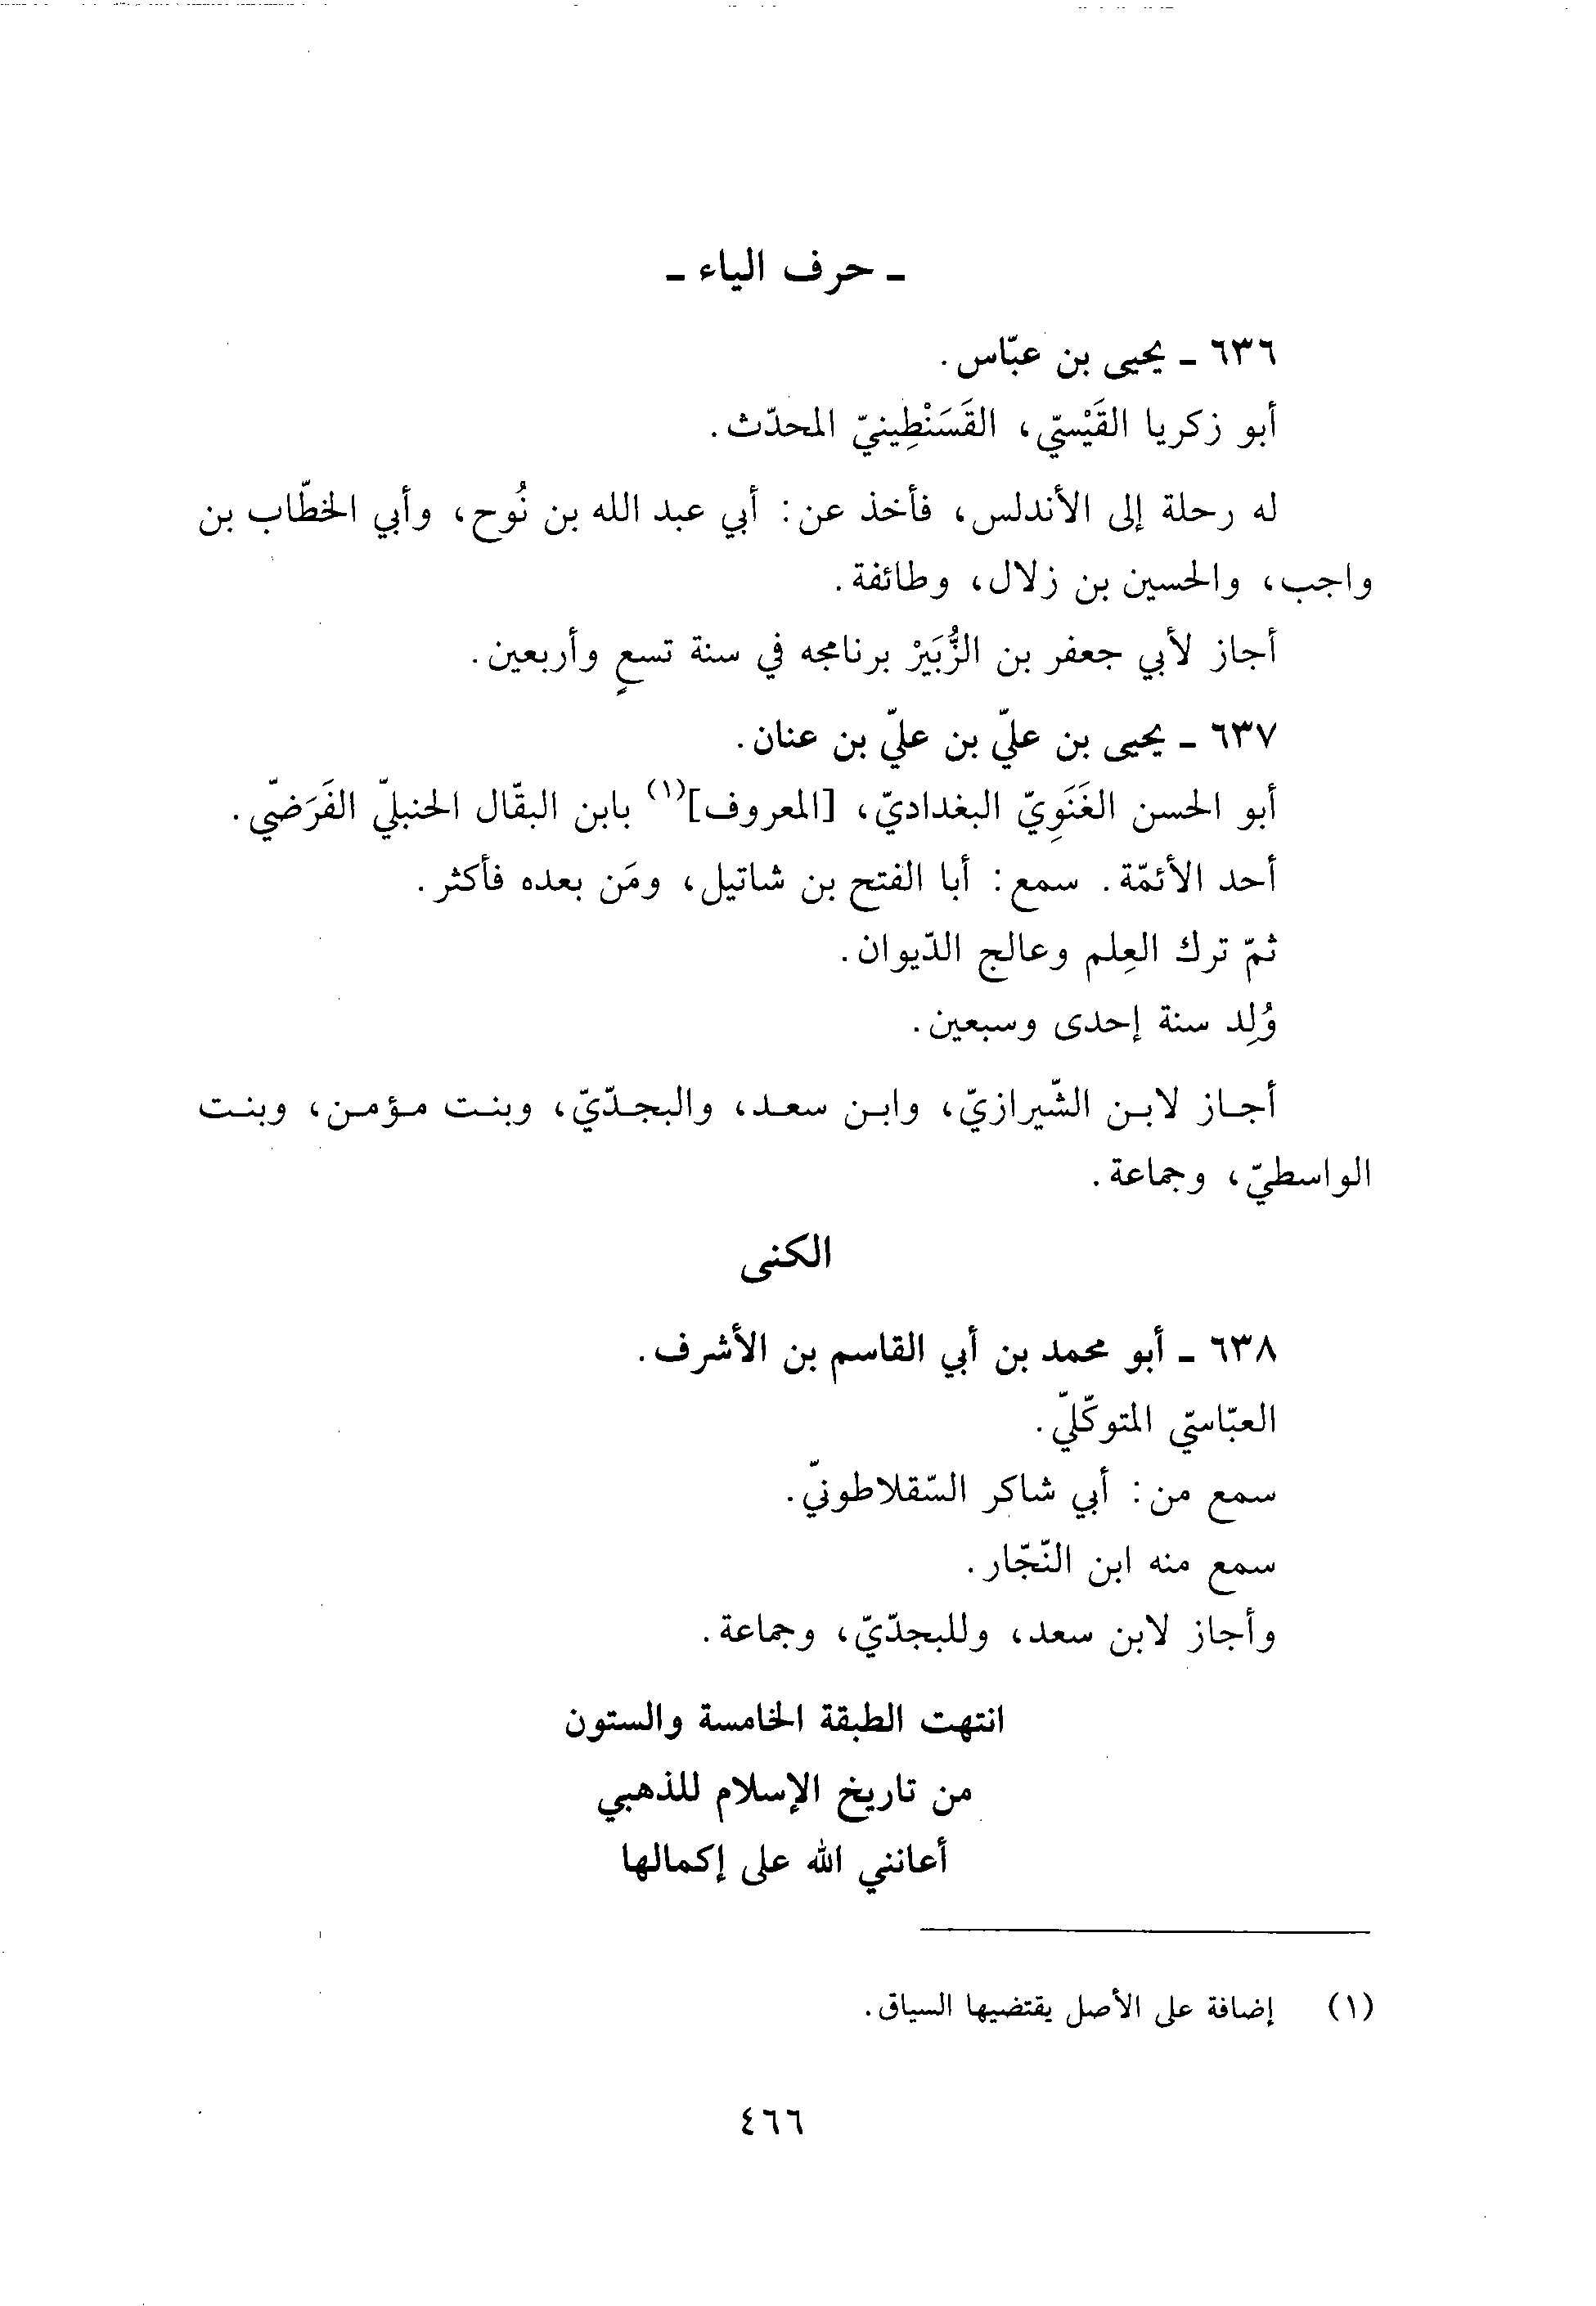 ـ حرف الياء ـ
٦٣٦ ـ يحيى بن عبّاس.
أبو زكريا القَيْسيّ، القَسَنْطِينيّ المحدّث.
له رحلة إلى الأندلس، فأخذ عن: أبي عبد الله بن نُوح، وأبي الخطّاب بن
واجب، والحسين بن زلال، وطائفة.
أجاز لأبي جعفر بن الزُّبَيْر برنامجه في سنة تسعٍ وأربعين.
٦٣٧ ـ يحيى بن عليّ بن عليّ بن عنان.
أبو الحسن الغَنَوِيّ البغداديّ، [المعروف]⁽١⁾ بابن البقّال الحنبليّ الفَرَضيّ.
أحد الأئمّة. سمع: أبا الفتح بن شاتيل، ومَن بعده فأكثر.
ثمّ ترك العِلم وعالج الدّيوان.
وُلِد سنة إحدى وسبعين.
أجاز لابن الشّيرازيّ، وابن سعد، والبجدّيّ، وبنت مؤمن، وبنت
الواسطيّ، وجماعة.
الكنى
٦٣٨ ـ أبو محمد بن أبي القاسم بن الأشرف.
العبّاسيّ المتوكّليّ.
سمع من: أبي شاكر السّقلاطونيّ.
سمع منه ابن النّجّار.
وأجاز لابن سعد، وللبجدّيّ، وجماعة.
انتهت الطبقة الخامسة والستون
من تاريخ الإسلام للذهبي
أعانني الله على إكمالها
(١) إضافة على الأصل يقتضيها السياق.
٤٦٦